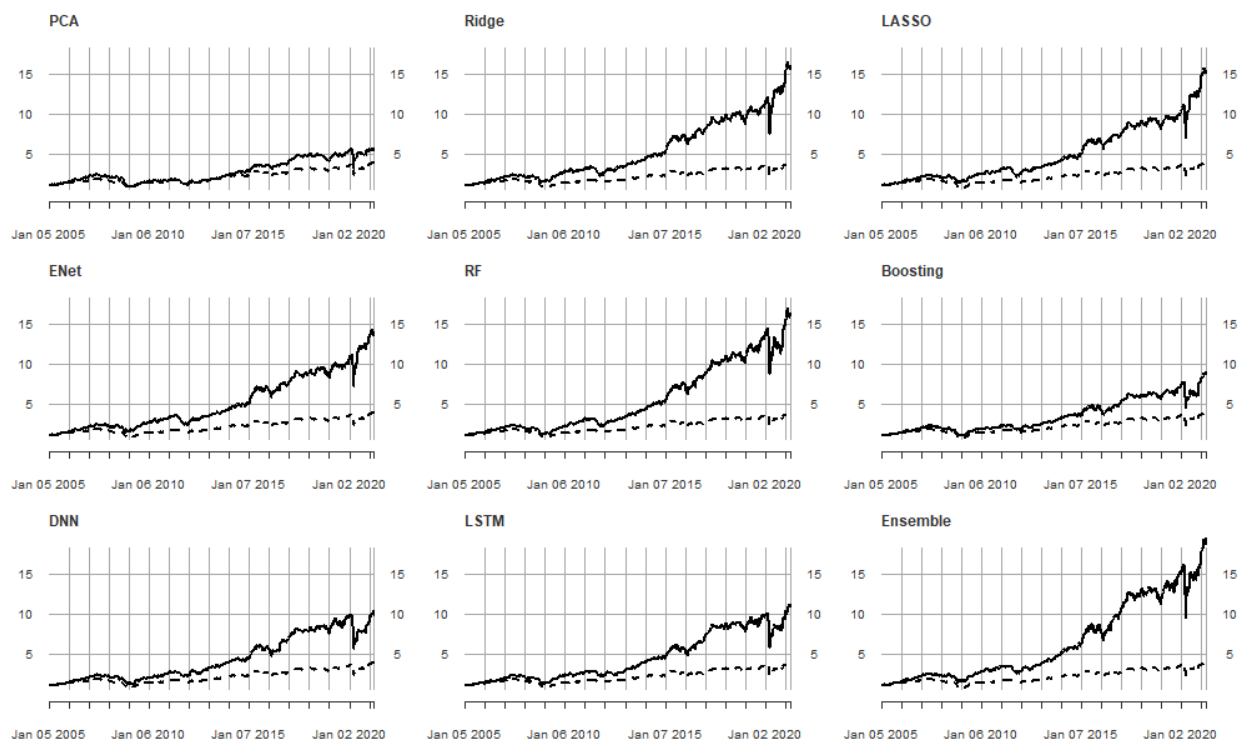 PCA Ridge LASSO
15 15 15 15
10 10 10 10
5 5 5 5
Jan 05 2005 Jan 06 2010 Jan 07 2015 Jan 02 2020 Jan 05 2005 Jan 06 2010 Jan 07 2015 Jan 02 2020 Jan 05 2005 Jan 06 2010 Jan 07 2015 Jan 02 2020
ENet RF Boosting
15 15 15 15
10 10 10 10
5 5 5 5
Jan 05 2005 Jan 06 2010 Jan 07 2015 Jan 02 2020 Jan 05 2005 Jan 06 2010 Jan 07 2015 Jan 02 2020 Jan 05 2005 Jan 06 2010 Jan 07 2015 Jan 02 2020
DNN LSTM Ensemble
15 15 15 15
10 10 10 10
5 5 5 5
Jan 05 2005 Jan 06 2010 Jan 07 2015 Jan 02 2020 Jan 05 2005 Jan 06 2010 Jan 07 2015 Jan 02 2020 Jan 05 2005 Jan 06 2010 Jan 07 2015 Jan 02 2020